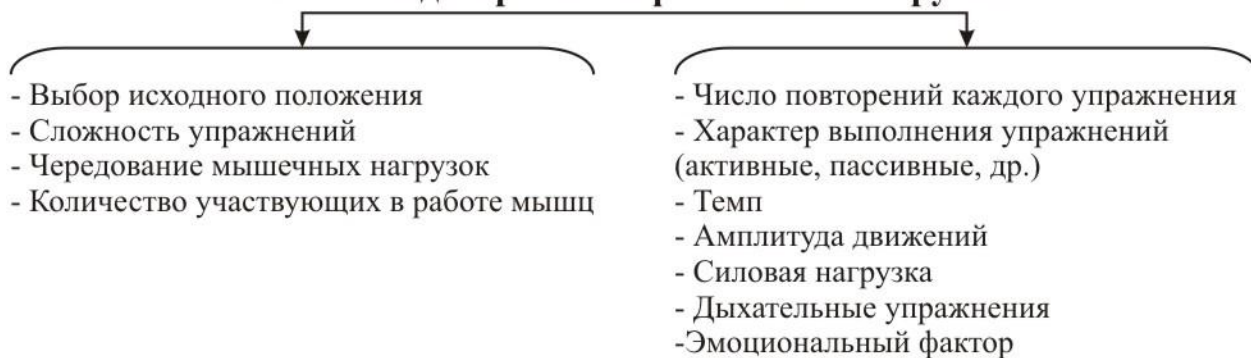 - Выбор исходного положения
- Сложность упражнений
- Чередование мышечных нагрузок
- Количество участвующих в работе мышц
- Число повторений каждого упражнения
- Характер выполнения упражнений
(активные, пассивные, др.)
- Темп
- Амплитуда движений
- Силовая нагрузка
- Дыхательные упражнения
-Эмоциональный фактор